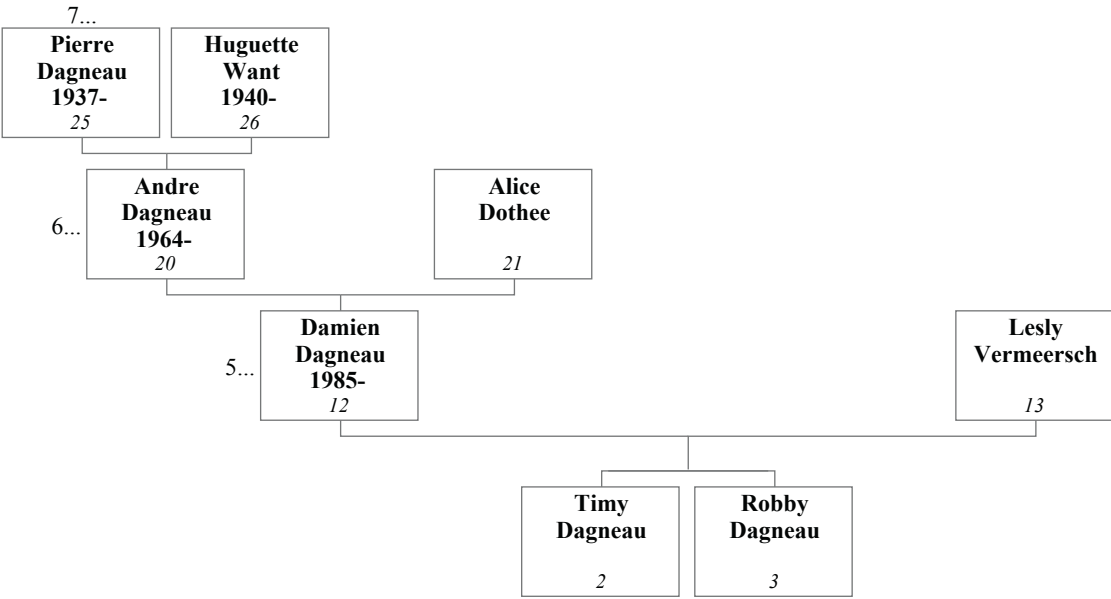 7...
Pierre
Dagneau
1937-
25
Huguette
Want
1940-
26
6...
Andre
Dagneau
1964-
20
Alice
Dothee
21
5...
Damien
Dagneau
1985-
12
Lesly
Vermeersch
13
Timy
Dagneau
2
Robby
Dagneau
3